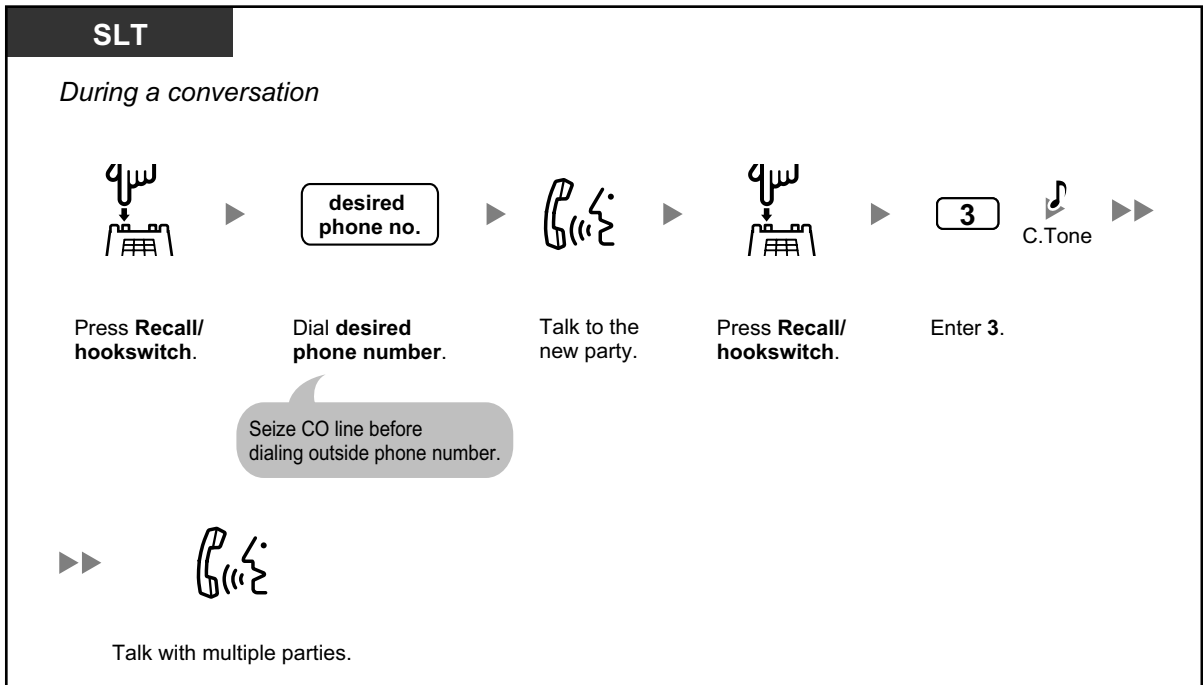 SLT
During a conversation
desired
phone no.
3
C.Tone
Press Recall/
hookswitch.
Dial desired
phone number.
Talk to the
new party.
Press Recall/
hookswitch.
Enter 3.
Seize CO line before
dialing outside phone number.
Talk with multiple parties.